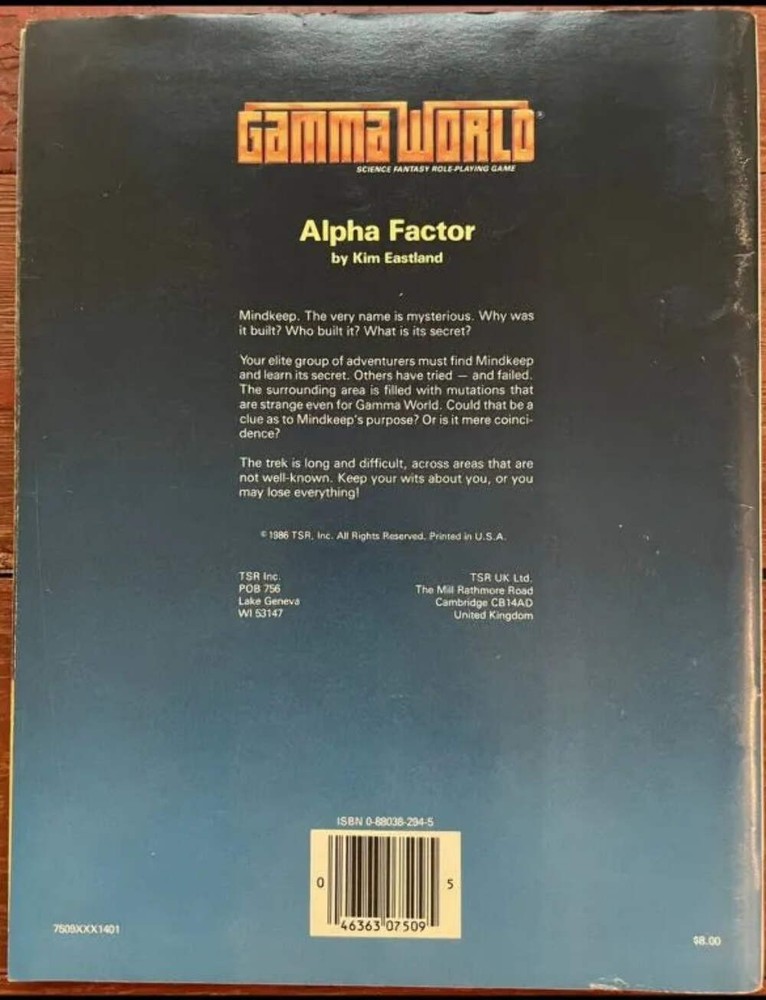 GAMMA WORLD®
SCIENCE FANTASY ROLE-PLAYING GAME
Alpha Factor
by Kim Eastland
Mindkeep. The very name is mysterious. Why was
it built? Who built it? What is its secret?
Your elite group of adventurers must find Mindkeep
and learn its secret. Others have tried — and failed.
The surrounding area is filled with mutations that
are strange even for Gamma World. Could that be a
clue as to Mindkeep's purpose? Or is it mere coinci-
dence?
The trek is long and difficult, across areas that are
not well-known. Keep your wits about you, or you
may lose everything!
© 1986 TSR, Inc. All Rights Reserved. Printed in U.S.A.
TSR Inc.
POB 756
Lake Geneva
WI 53147
TSR UK Ltd.
The Mill Rathmore Road
Cambridge CB14AD
United Kingdom
ISBN 0-88038-294-5
0 46363 07509 5
7509XXX1401
$8.00